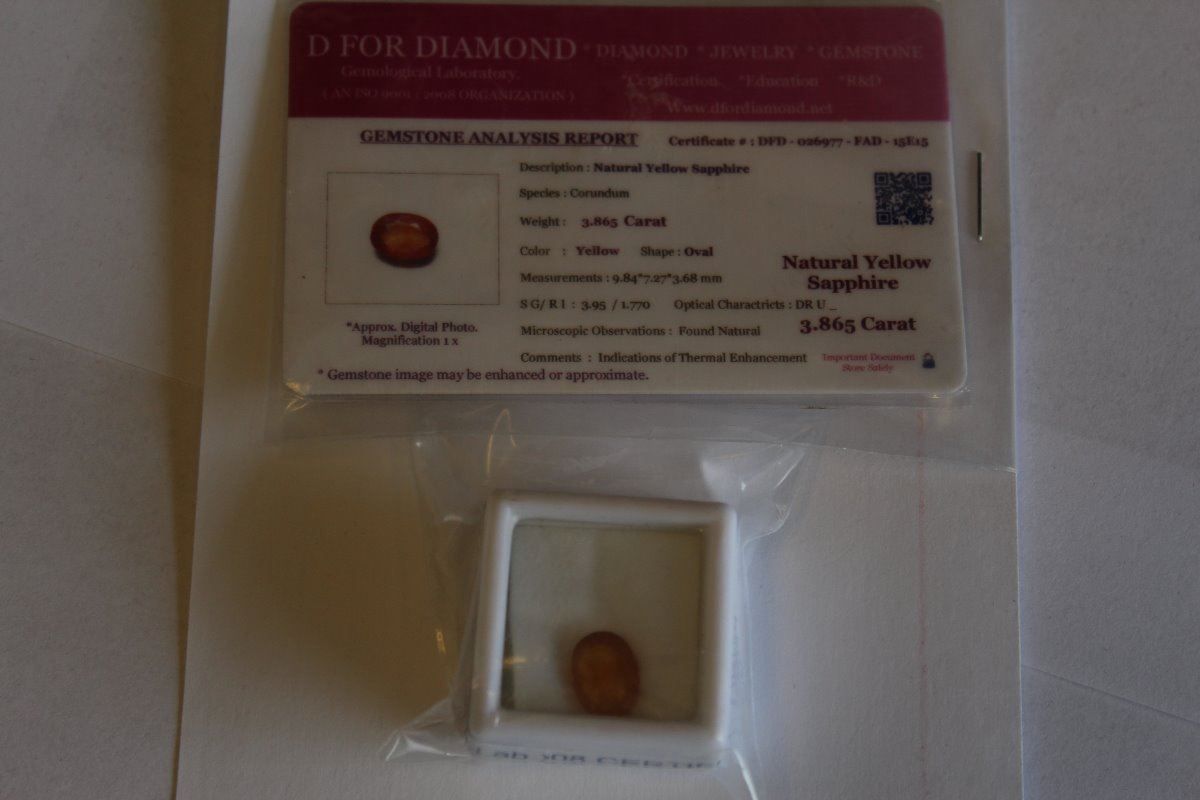 D FOR DIAMOND * DIAMOND * JEWELRY * GEMSTONE
Gemological Laboratory. *Certification *Education *R&D
( AN ISO 9001 : 2008 ORGANIZATION )
Www.dfordiamond.net
GEMSTONE ANALYSIS REPORT Certificate # : DFD - 026977 - FAD - 15E15
Description : Natural Yellow Sapphire
Species : Corundum
Weight : 3.865 Carat
Color : Yellow Shape : Oval
Measurements : 9.84*7.27*3.68 mm
S G/ R I : 3.95 / 1.770 Optical Charactricts : DR U _
Microscopic Observations : Found Natural
Comments : Indications of Thermal Enhancement
Natural Yellow
Sapphire
3.865 Carat
Important Document
Store Safely
*Approx. Digital Photo.
Magnification 1 x
* Gemstone image may be enhanced or approximate.